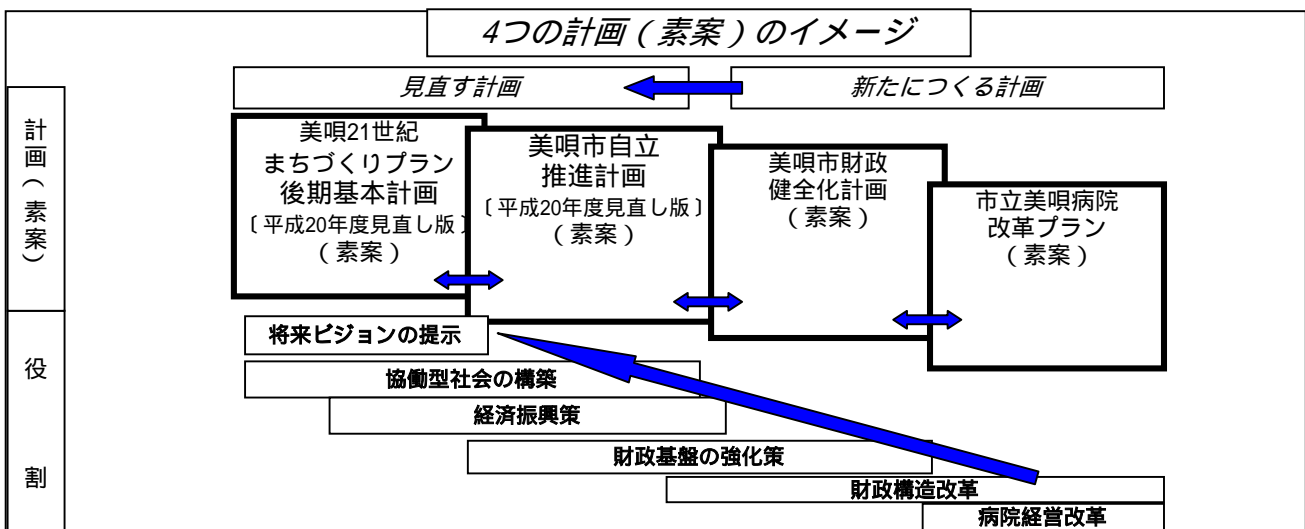 4つの計画（素案）のイメージ
見直す計画
新たにつくる計画
計画（素案）
美唄21世紀
まちづくりプラン
後期基本計画
〔平成20年度見直し版〕
（素案）
美唄市自立
推進計画
〔平成20年度見直し版〕
（素案）
美唄市財政
健全化計画
（素案）
市立美唄病院
改革プラン
（素案）
役割
将来ビジョンの提示
協働型社会の構築
経済振興策
財政基盤の強化策
財政構造改革
病院経営改革